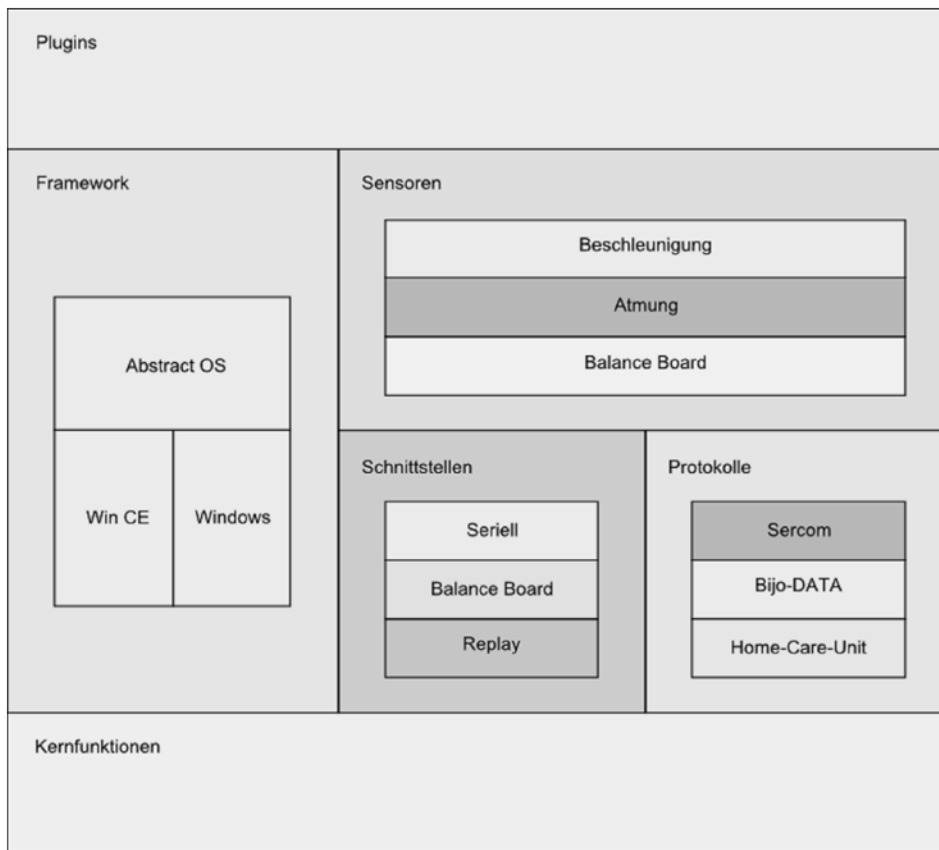 Plugins
Framework
Abstract OS
Win CE
Windows
Sensoren
Beschleunigung
Atmung
Balance Board
Schnittstellen
Seriell
Balance Board
Replay
Protokolle
Sercom
Bijo-DATA
Home-Care-Unit
Kernfunktionen